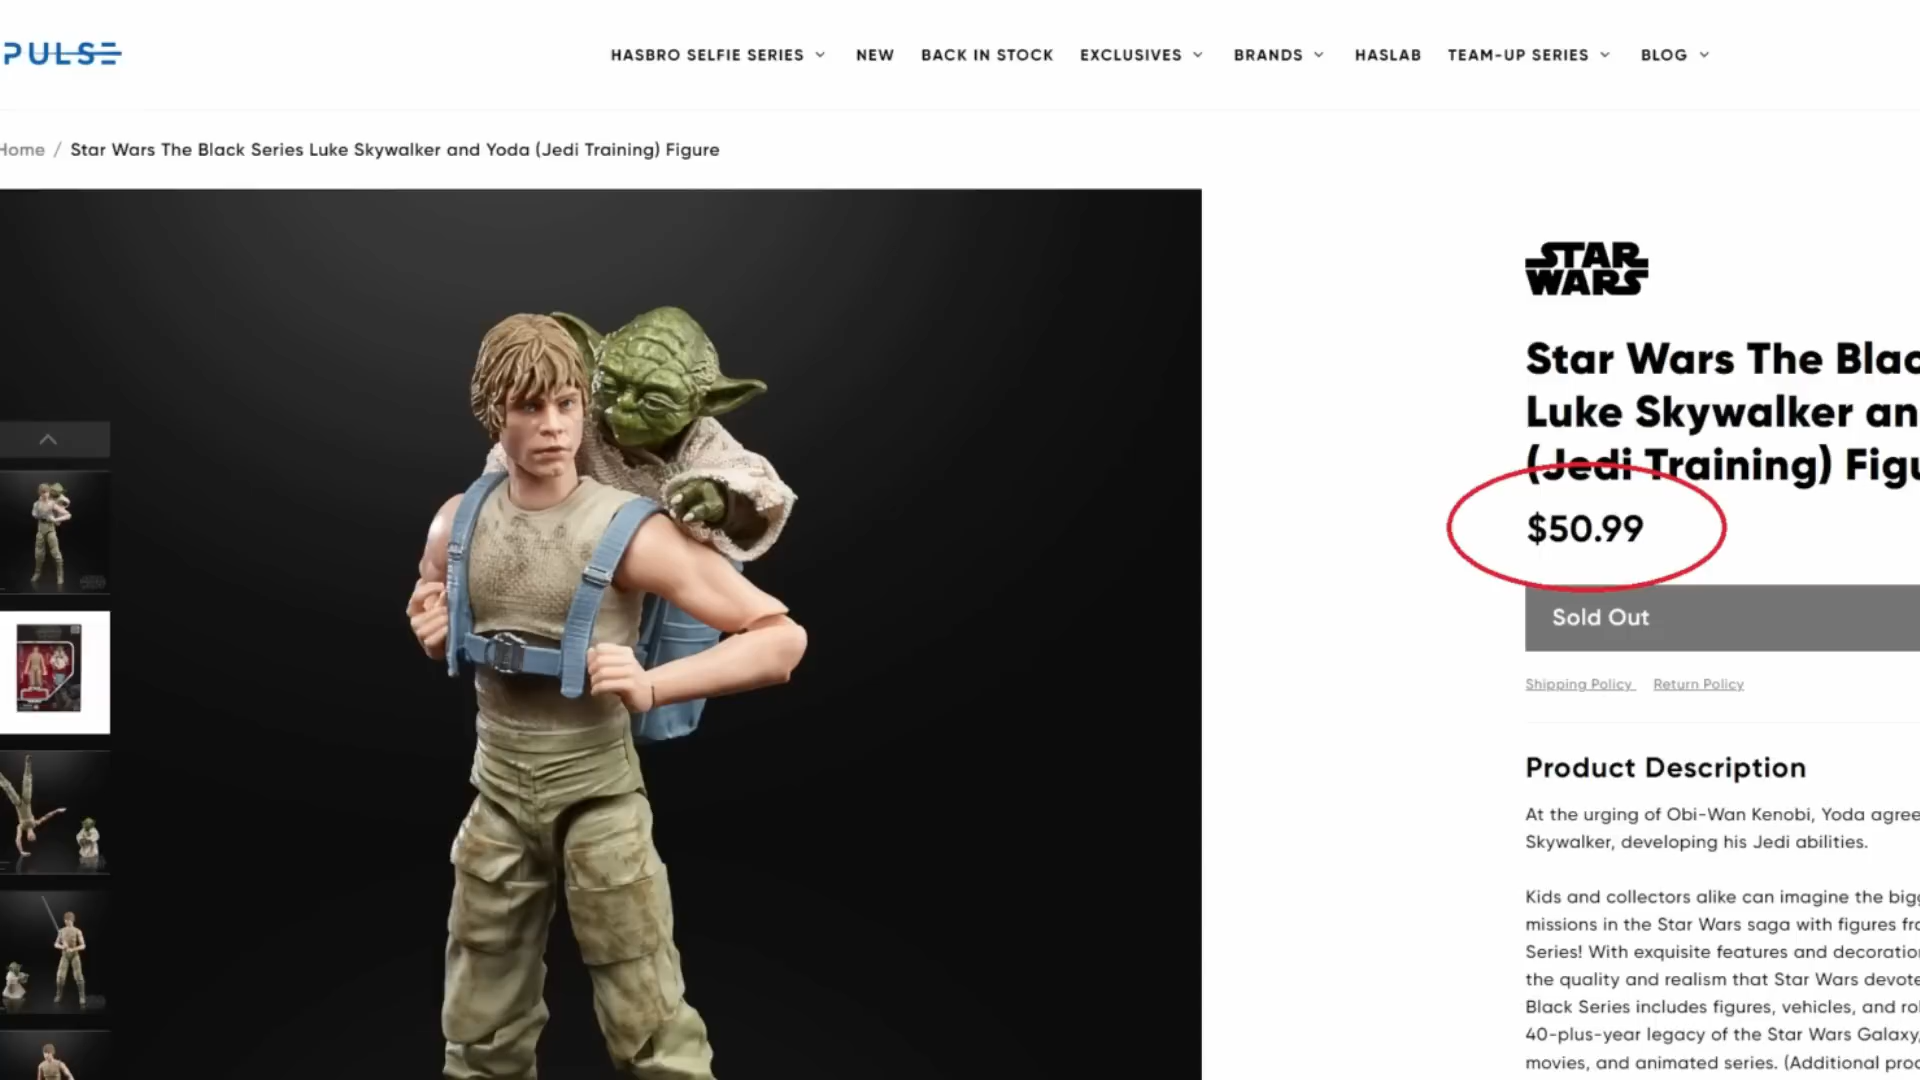 PULSE
HASBRO SELFIE SERIES NEW BACK IN STOCK EXCLUSIVES BRANDS HASLAB TEAM-UP SERIES BLOG
Home / Star Wars The Black Series Luke Skywalker and Yoda (Jedi Training) Figure
STAR
WARS
Star Wars The Blac
Luke Skywalker an
(Jedi Training) Figu
$50.99
Sold Out
Shipping Policy Return Policy
Product Description
At the urging of Obi-Wan Kenobi, Yoda agree
Skywalker, developing his Jedi abilities.
Kids and collectors alike can imagine the bigg
missions in the Star Wars saga with figures fro
Series! With exquisite features and decoration
the quality and realism that Star Wars devote
Black Series includes figures, vehicles, and rol
40-plus-year legacy of the Star Wars Galaxy,
movies, and animated series. (Additional prod